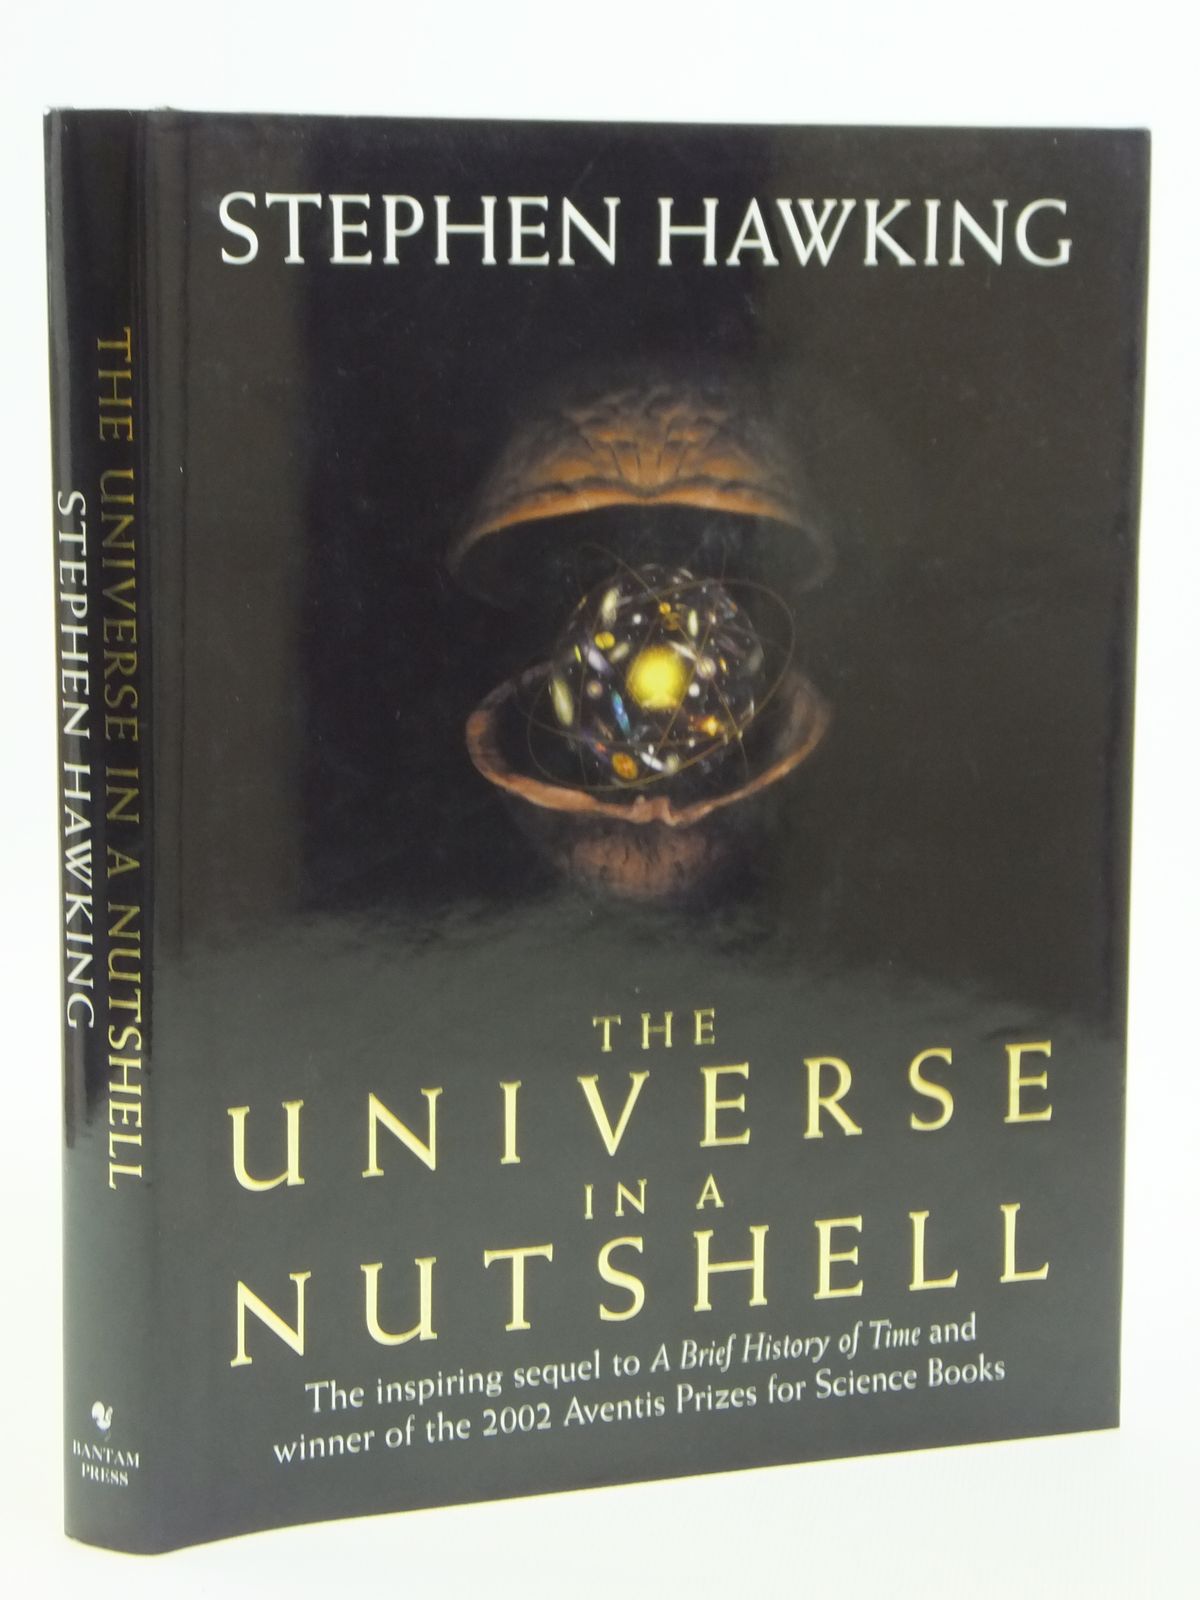 STEPHEN HAWKING
THE
UNIVERSE
IN A
NUTSHELL
The inspiring sequel to A Brief History of Time and
winner of the 2002 Aventis Prizes for Science Books
THE UNIVERSE IN A NUTSHELL
STEPHEN HAWKING
BANTAM
PRESS